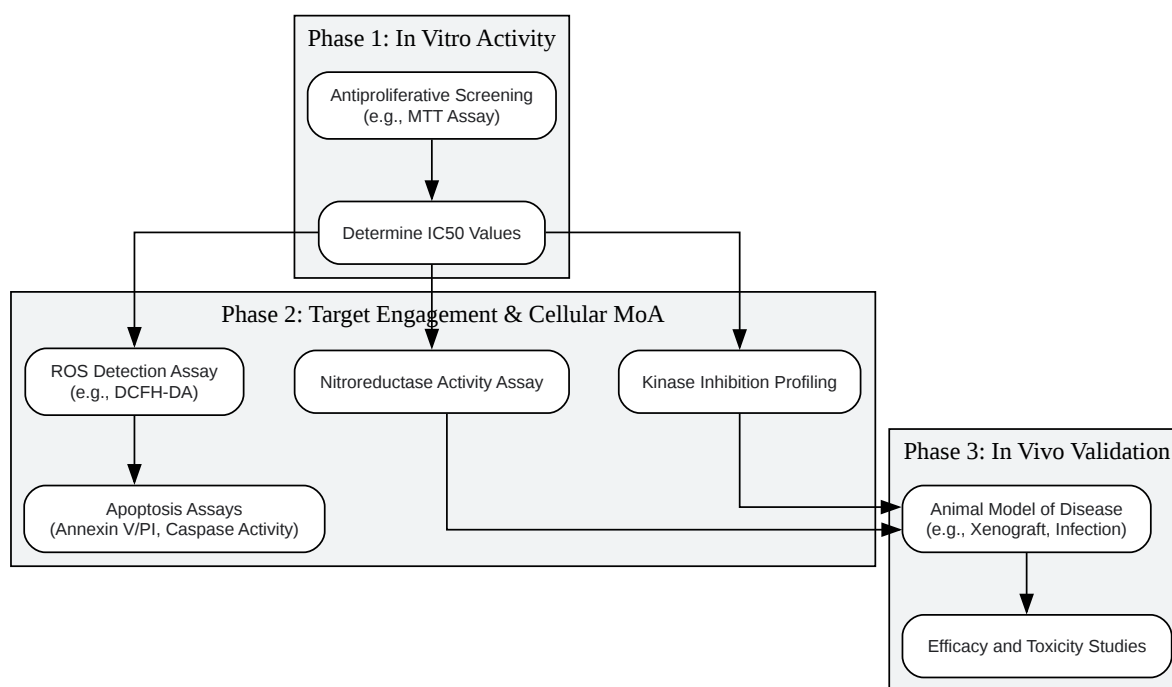 Phase 1: In Vitro Activity
Antiproliferative Screening
(e.g., MTT Assay)
Determine IC50 Values
Phase 2: Target Engagement & Cellular MoA
ROS Detection Assay
(e.g., DCFH-DA)
Nitroreductase Activity Assay
Kinase Inhibition Profiling
Apoptosis Assays
(Annexin V/PI, Caspase Activity)
Phase 3: In Vivo Validation
Animal Model of Disease
(e.g., Xenograft, Infection)
Efficacy and Toxicity Studies